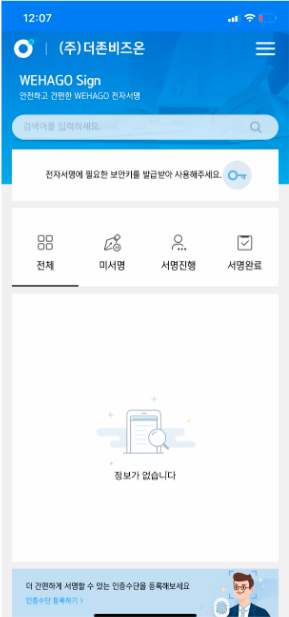 12:07
(주)더존비즈온
WEHAGO Sign
안전하고 간편한 WEHAGO 전자서명
검색어를 입력하세요.
전자서명에 필요한 보안키를 발급받아 사용해주세요.
전체 미서명 서명진행 서명완료
정보가 없습니다
더 간편하게 서명할 수 있는 인증수단을 등록해보세요
인증수단 등록하기 >